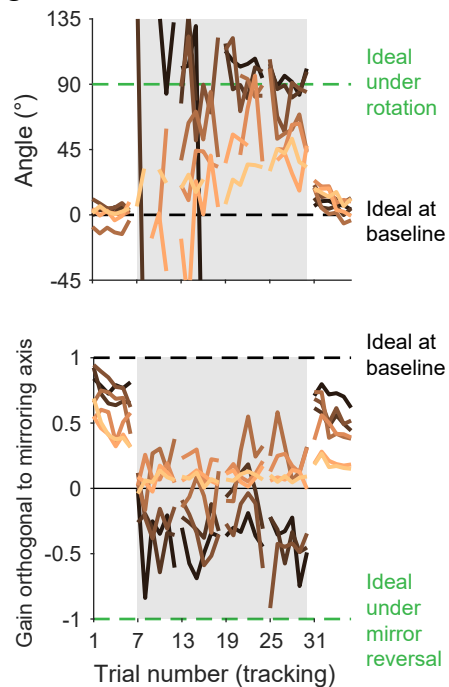 135
90
45
0
-45
Angle (°)
Ideal
under
rotation
Ideal at
baseline
Ideal at
baseline
1
0.5
0
-0.5
-1
Gain orthogonal to mirroring axis
Ideal
under
mirror
reversal
1 7 13 19 25 31
Trial number (tracking)